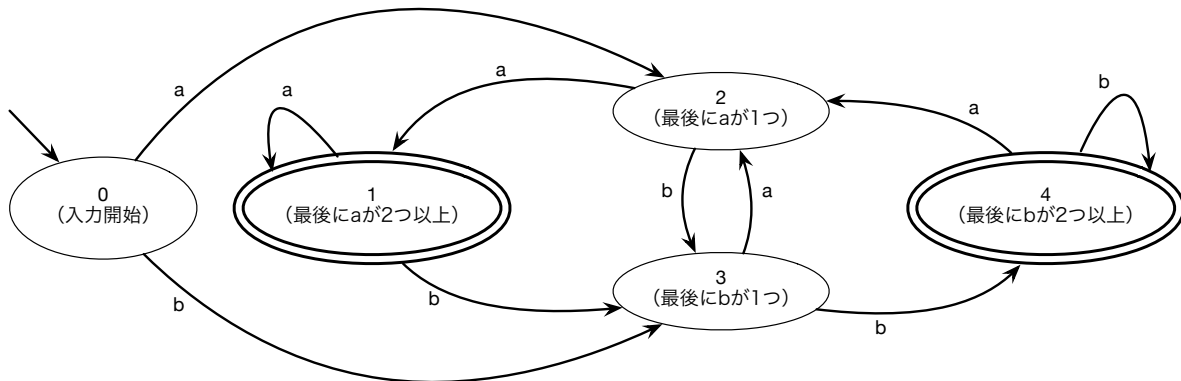 a
a
a
b
b
2
（最後にaが1つ）
a
0
（入力開始）
1
（最後にaが2つ以上）
b
a
4
（最後にbが2つ以上）
3
（最後にbが1つ）
b
b
b